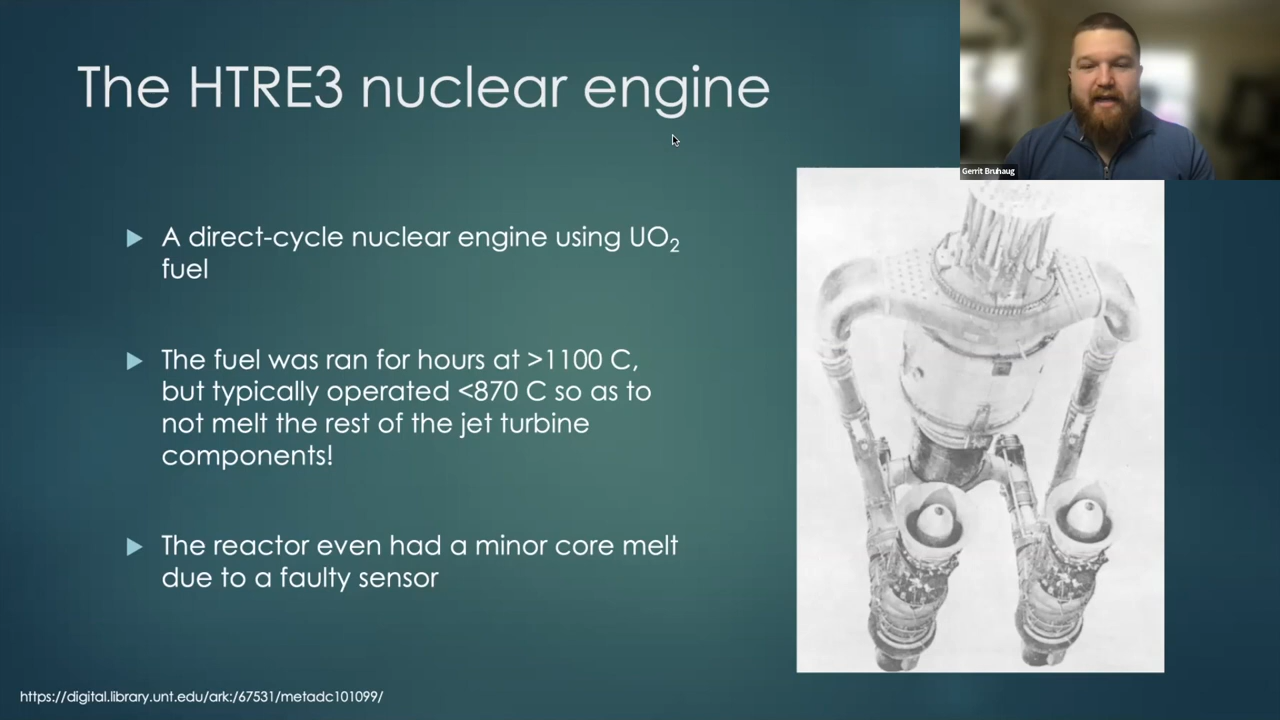 The HTRE3 nuclear engine
Gerrit Bruhaug
A direct-cycle nuclear engine using UO₂
fuel
The fuel was ran for hours at >1100 C,
but typically operated <870 C so as to
not melt the rest of the jet turbine
components!
The reactor even had a minor core melt
due to a faulty sensor
https://digital.library.unt.edu/ark:/67531/metadc101099/